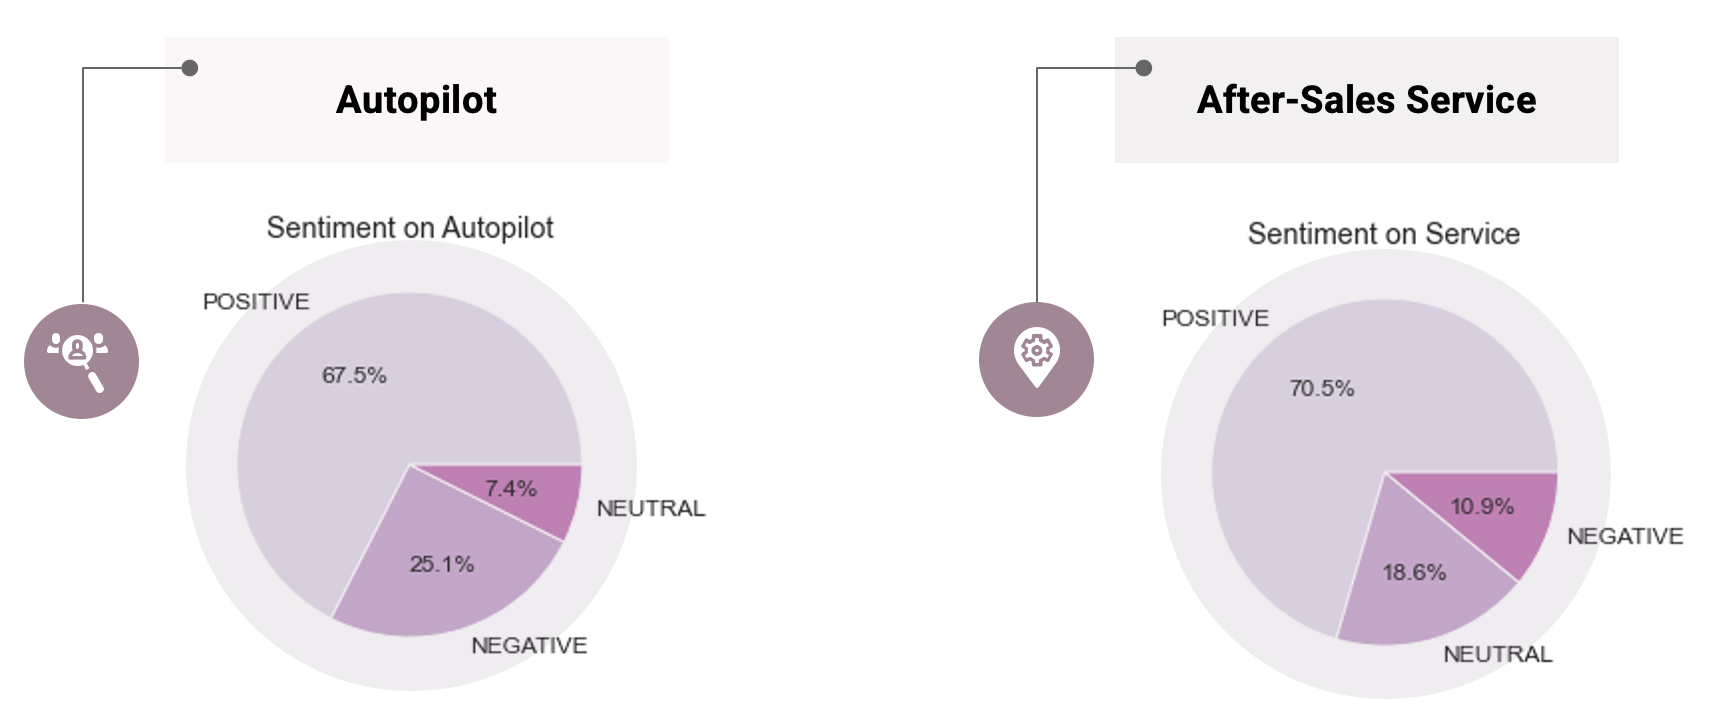 Autopilot
Sentiment on Autopilot
POSITIVE
67.5%
7.4%
NEUTRAL
25.1%
NEGATIVE
After-Sales Service
Sentiment on Service
POSITIVE
70.5%
10.9%
NEGATIVE
18.6%
NEUTRAL